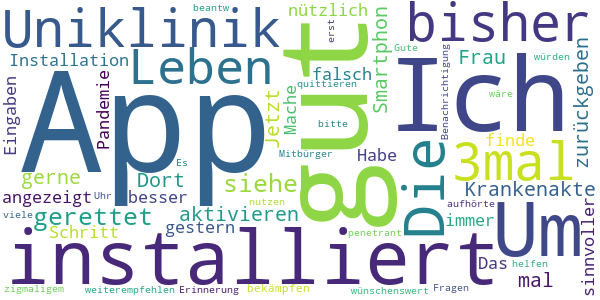 Uniklinik
App
installiert
gut
Ich
bisher
Um
Die
3mal
Leben
Installation
Eingaben
Pandemie
beantw
nützlich
erst
falsch
quittieren
Smartphon
Gute
Frau
Benachrichtigung
würden
zurückgeben
Jetzt
Mache
bitte
Mitbürger
Es
Habe
finde
wäre
Krankenakte
gerne
Dort
siehe
nutzen
angezeigt
Uhr
besser
gerettet
aktivieren
viele
Schritt
gestern
immer
aufhörte
sinnvoller
penetrant
Das
helfen
mal
zigmaligem
weiterempfehlen
Erinnerung
bekämpfen
wünschenswert
Fragen